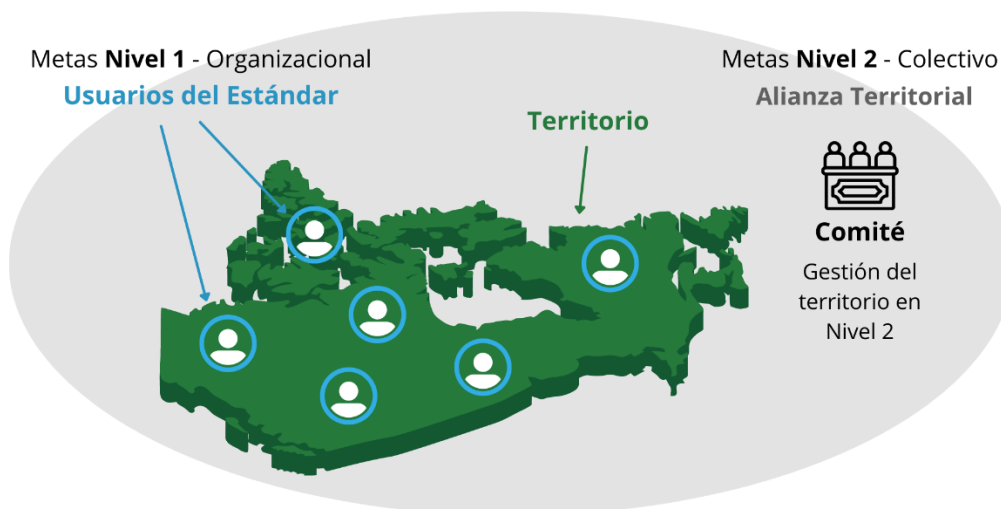 Metas Nivel 1 - Organizacional
Usuarios del Estándar
Metas Nivel 2 - Colectivo
Alianza Territorial
Territorio
Comité
Gestión del
territorio en
Nivel 2